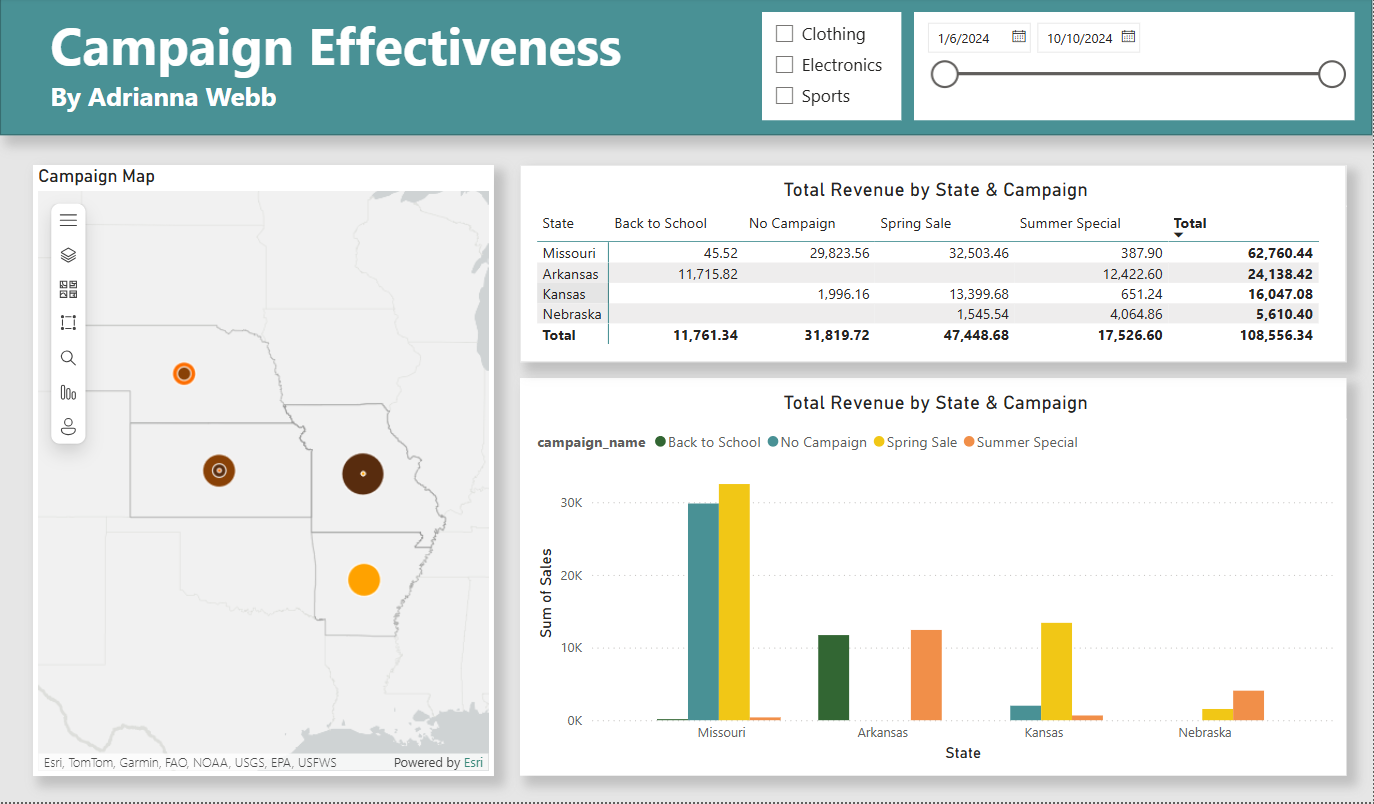 Campaign Effectiveness
By Adrianna Webb
Clothing
Electronics
Sports
1/6/2024 10/10/2024
Campaign Map
Esri, TomTom, Garmin, FAO, NOAA, USGS, EPA, USFWS Powered by Esri
Total Revenue by State & Campaign
State Back to School No Campaign Spring Sale Summer Special Total
Missouri 45.52 29,823.56 32,503.46 387.90 62,760.44
Arkansas 11,715.82 12,422.60 24,138.42
Kansas 1,996.16 13,399.68 651.24 16,047.08
Nebraska 1,545.54 4,064.86 5,610.40
Total 11,761.34 31,819.72 47,448.68 17,526.60 108,556.34
Total Revenue by State & Campaign
campaign_name Back to School No Campaign Spring Sale Summer Special
Sum of Sales
30K
20K
10K
0K
Missouri Arkansas Kansas Nebraska
State